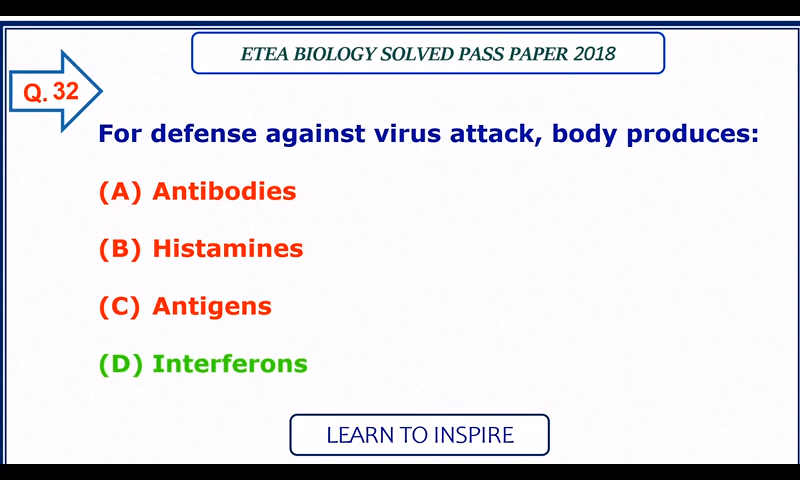 ETEA BIOLOGY SOLVED PASS PAPER 2018
Q. 32
For defense against virus attack, body produces:
(A) Antibodies
(B) Histamines
(C) Antigens
(D) Interferons
LEARN TO INSPIRE